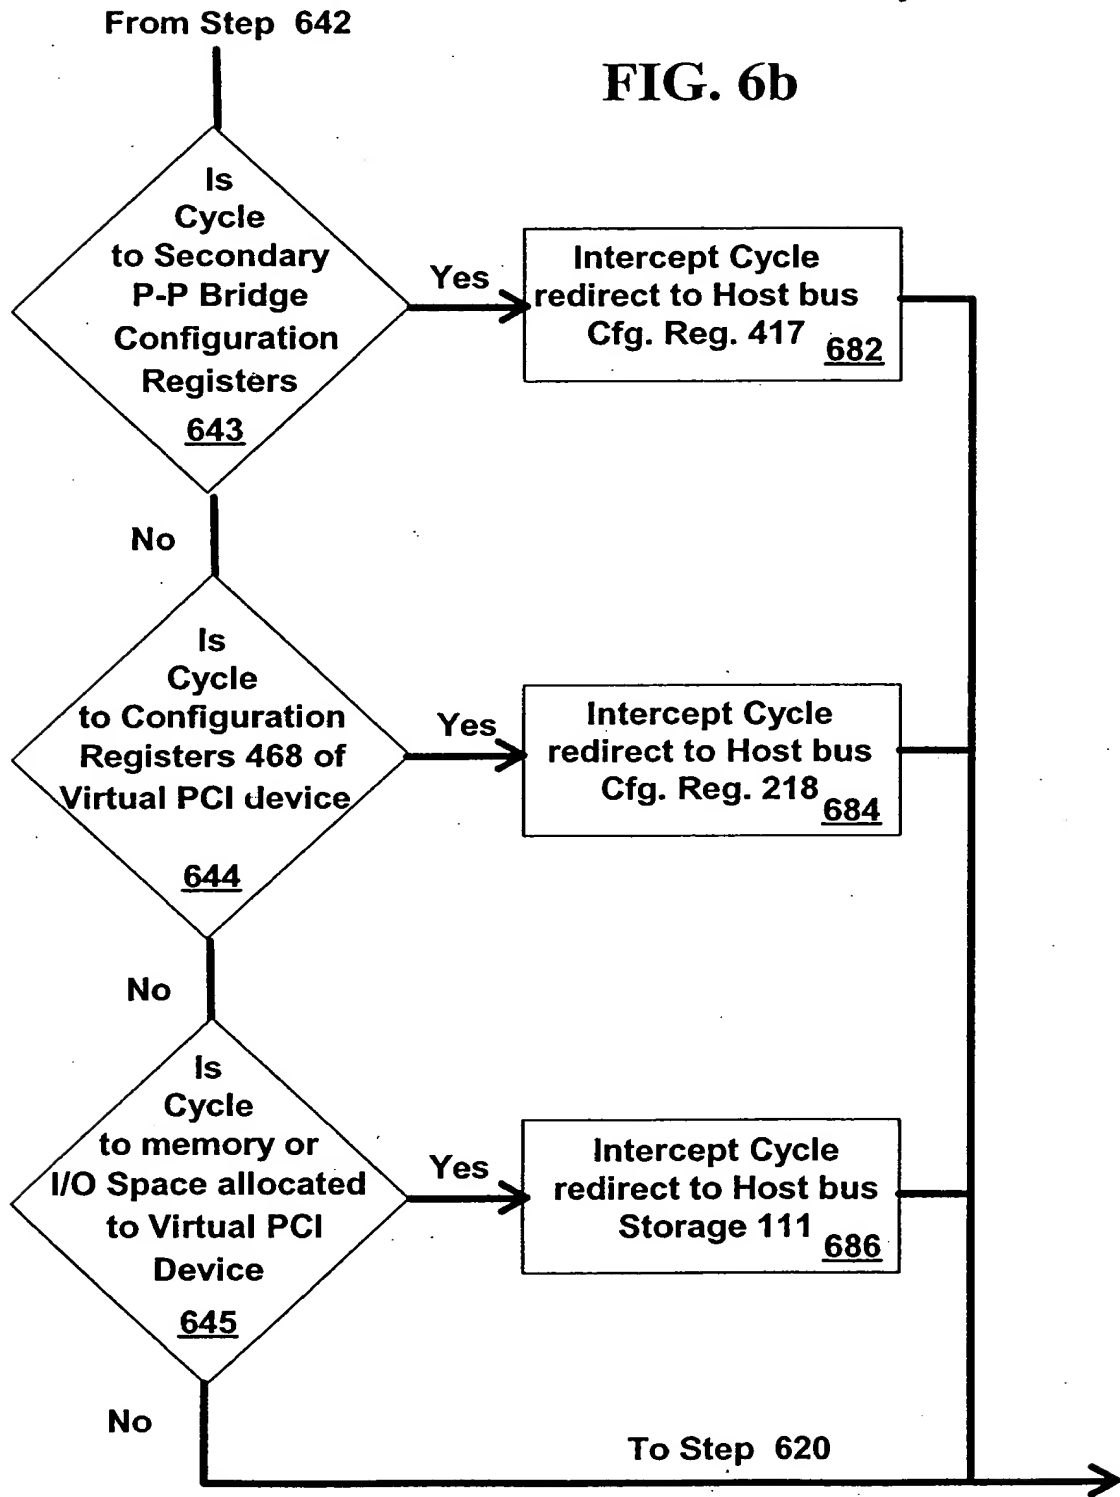 From Step 642
FIG. 6b
Is
Cycle
to Secondary
P-P Bridge
Configuration
Registers
643
Yes
Intercept Cycle
redirect to Host bus
Cfg. Reg. 417
682
No
Is
Cycle
to Configuration
Registers 468 of
Virtual PCI device
644
Yes
Intercept Cycle
redirect to Host bus
Cfg. Reg. 218
684
No
Is
Cycle
to memory or
I/O Space allocated
to Virtual PCI
Device
645
Yes
Intercept Cycle
redirect to Host bus
Storage 111
686
No
To Step 620